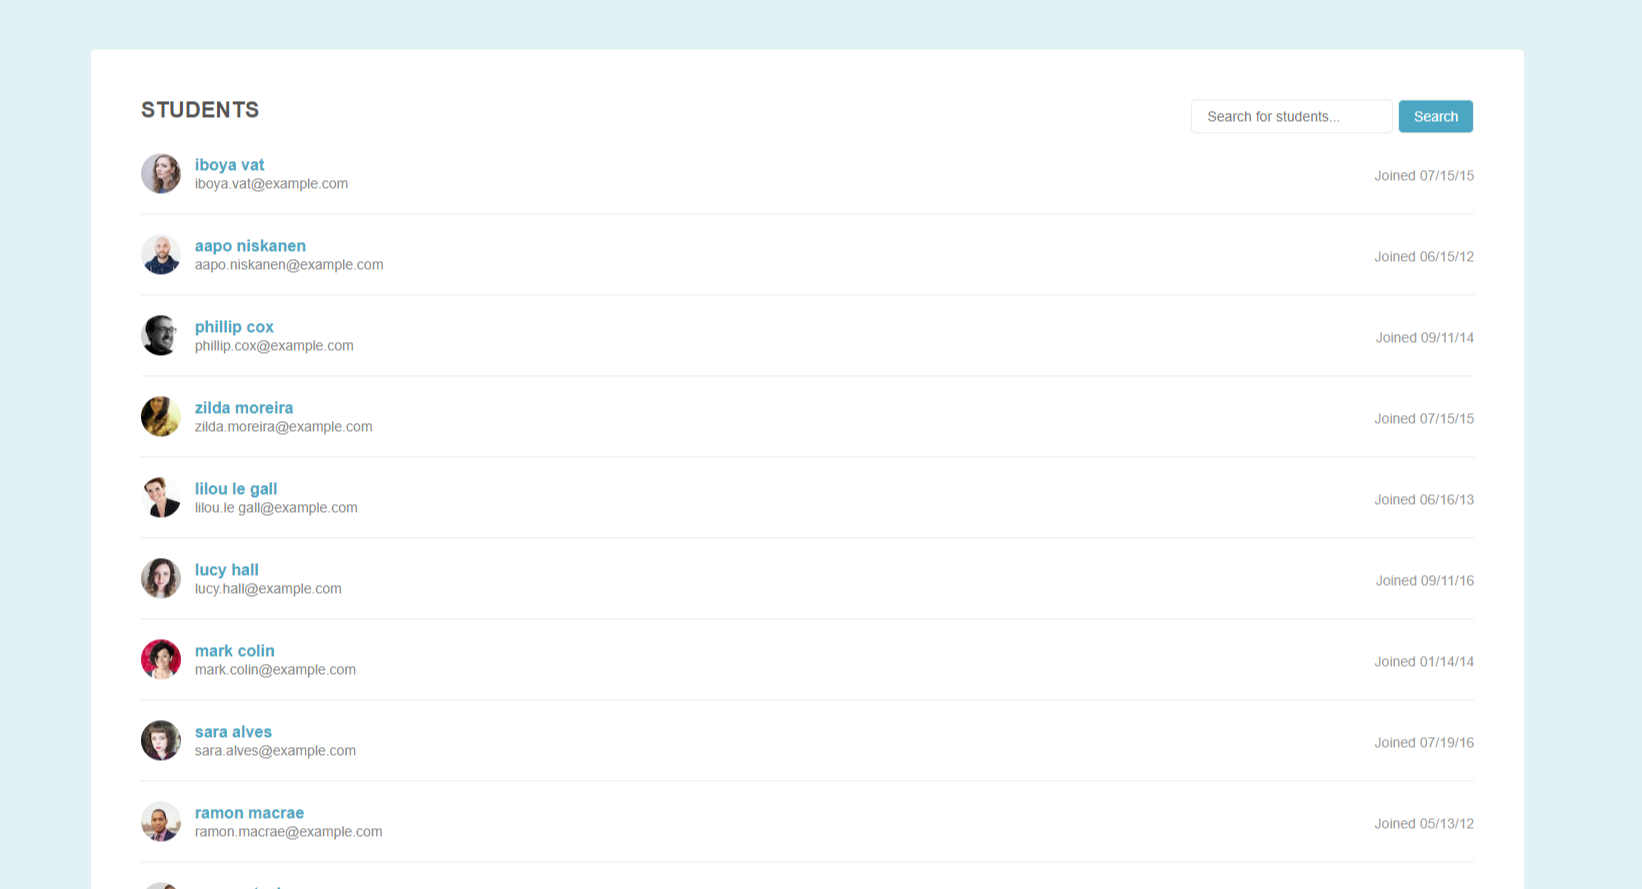 STUDENTS
Search for students...
Search
iboya vat
iboya.vat@example.com
Joined 07/15/15
aapo niskanen
aapo.niskanen@example.com
Joined 06/15/12
phillip cox
phillip.cox@example.com
Joined 09/11/14
zilda moreira
zilda.moreira@example.com
Joined 07/15/15
lilou le gall
lilou.le gall@example.com
Joined 06/16/13
lucy hall
lucy.hall@example.com
Joined 09/11/16
mark colin
mark.colin@example.com
Joined 01/14/14
sara alves
sara.alves@example.com
Joined 07/19/16
ramon macrae
ramon.macrae@example.com
Joined 05/13/12